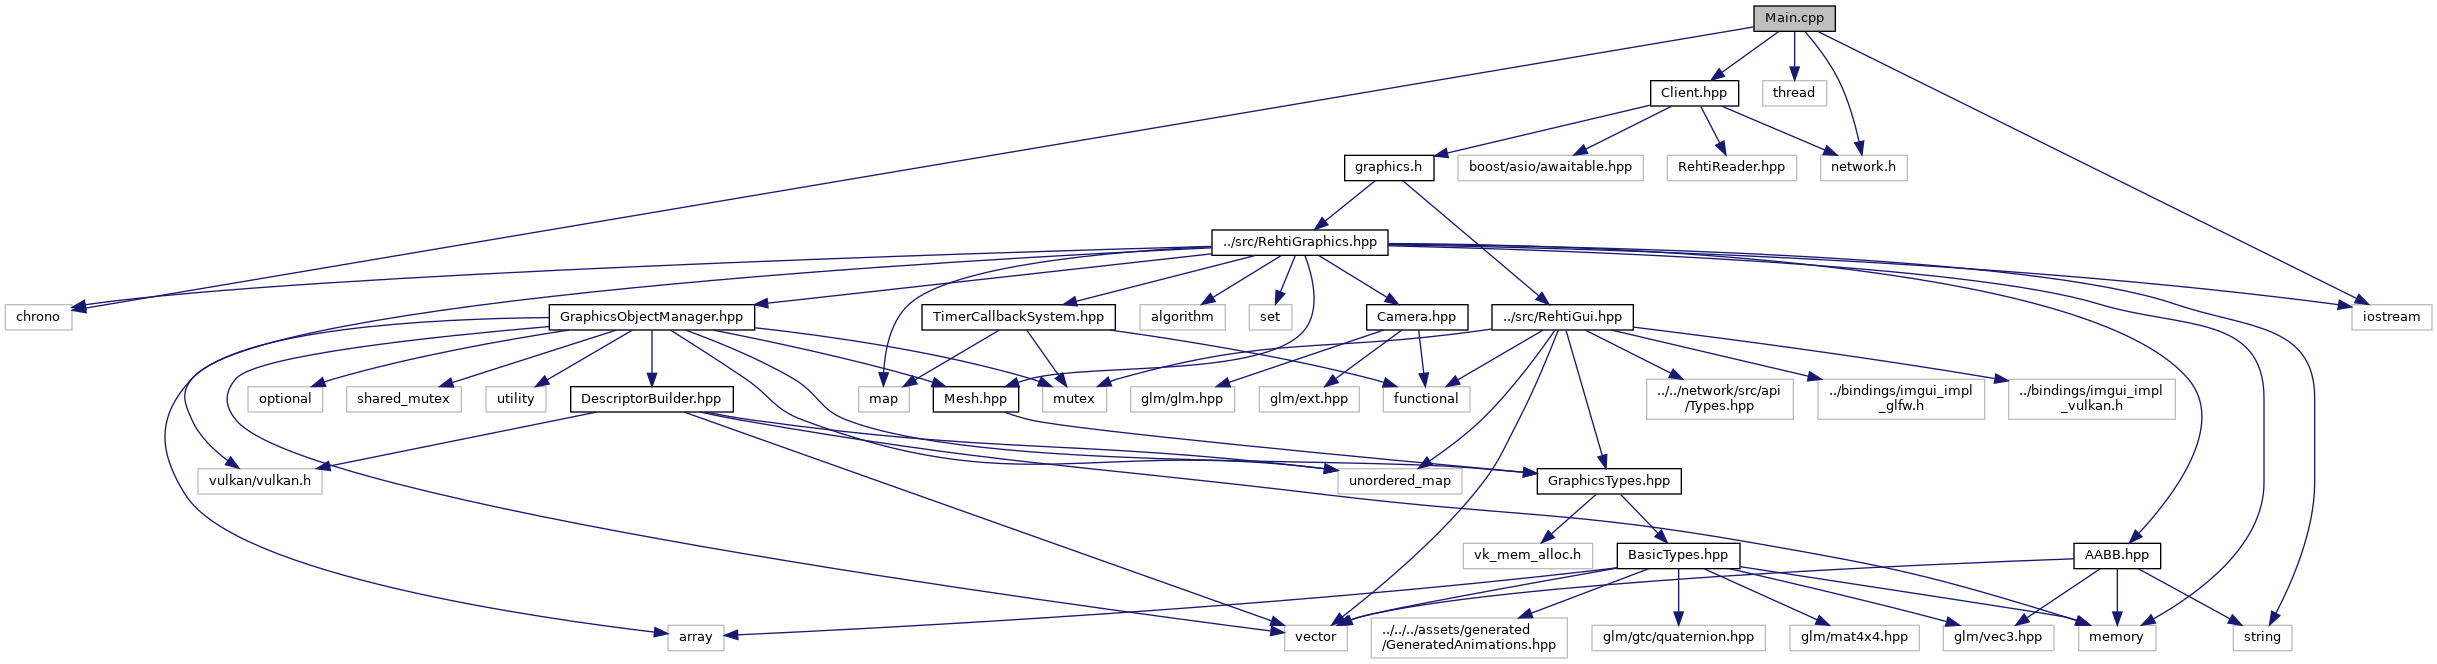 Main.cpp
Client.hpp
thread
graphics.h
boost/asio/awaitable.hpp
RehtiReader.hpp
network.h
../src/RehtiGraphics.hpp
chrono
GraphicsObjectManager.hpp
TimerCallbackSystem.hpp
algorithm
set
Camera.hpp
../src/RehtiGui.hpp
iostream
optional
shared_mutex
utility
DescriptorBuilder.hpp
map
Mesh.hpp
mutex
glm/glm.hpp
glm/ext.hpp
functional
../../network/src/api
/Types.hpp
../bindings/imgui_impl
_glfw.h
../bindings/imgui_impl
_vulkan.h
vulkan/vulkan.h
unordered_map
GraphicsTypes.hpp
vk_mem_alloc.h
BasicTypes.hpp
AABB.hpp
array
vector
../../../assets/generated
/GeneratedAnimations.hpp
glm/gtc/quaternion.hpp
glm/mat4x4.hpp
glm/vec3.hpp
memory
string